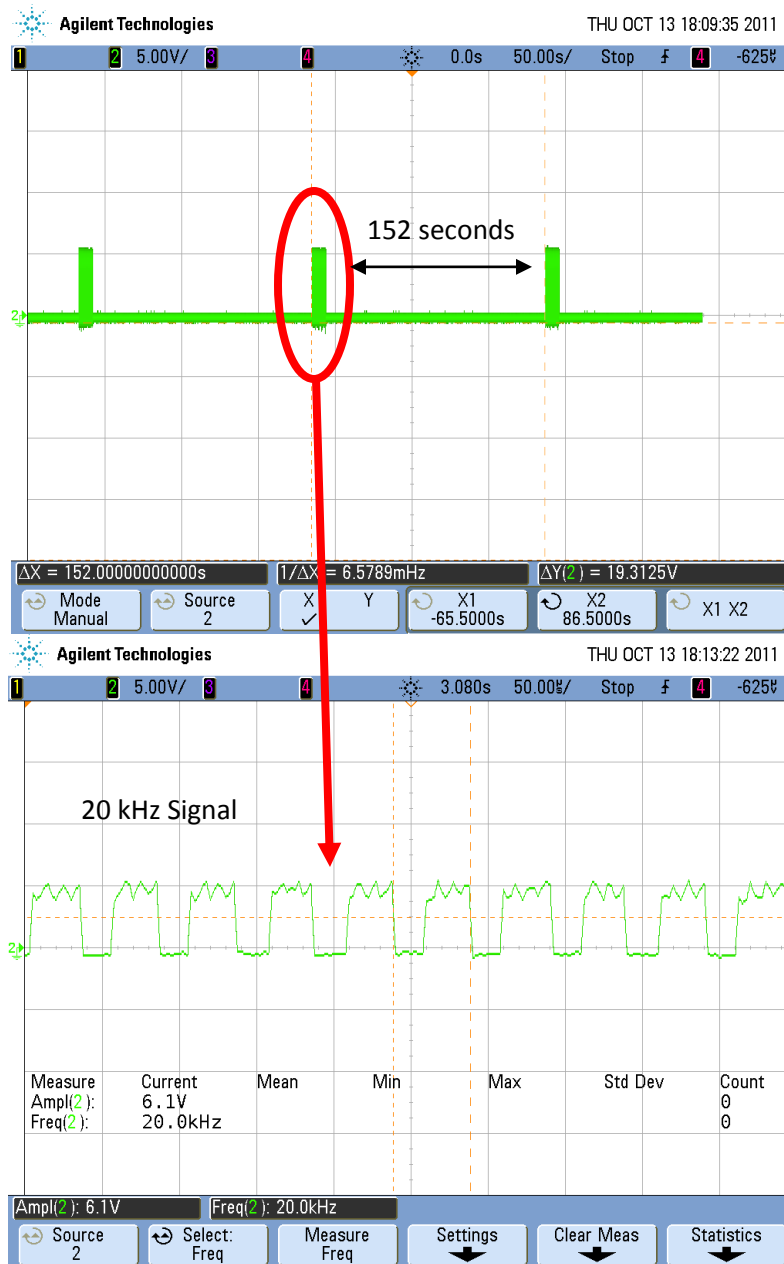 Agilent Technologies THU OCT 13 18:09:35 2011
1 2 5.00V/ 3 4 0.0s 50.00s/ Stop 4 -625
152 seconds
2
ΔX = 152.00000000000s 1/ΔX = 6.5789mHz ΔY(2) = 19.3125V
Mode Source X Y X1 X2 X1 X2
Manual 2 ✓ -65.5000s 86.5000s
Agilent Technologies THU OCT 13 18:13:22 2011
1 2 5.00V/ 3 4 3.080s 50.00 Stop 4 -625
20 kHz Signal
2
Measure Current Mean Min Max Std Dev Count
Ampl(2): 6.1V 0
Freq(2): 20.0kHz 0
Ampl(2): 6.1V Freq(2): 20.0kHz
Source Select: Measure Settings Clear Meas Statistics
2 Freq Freq